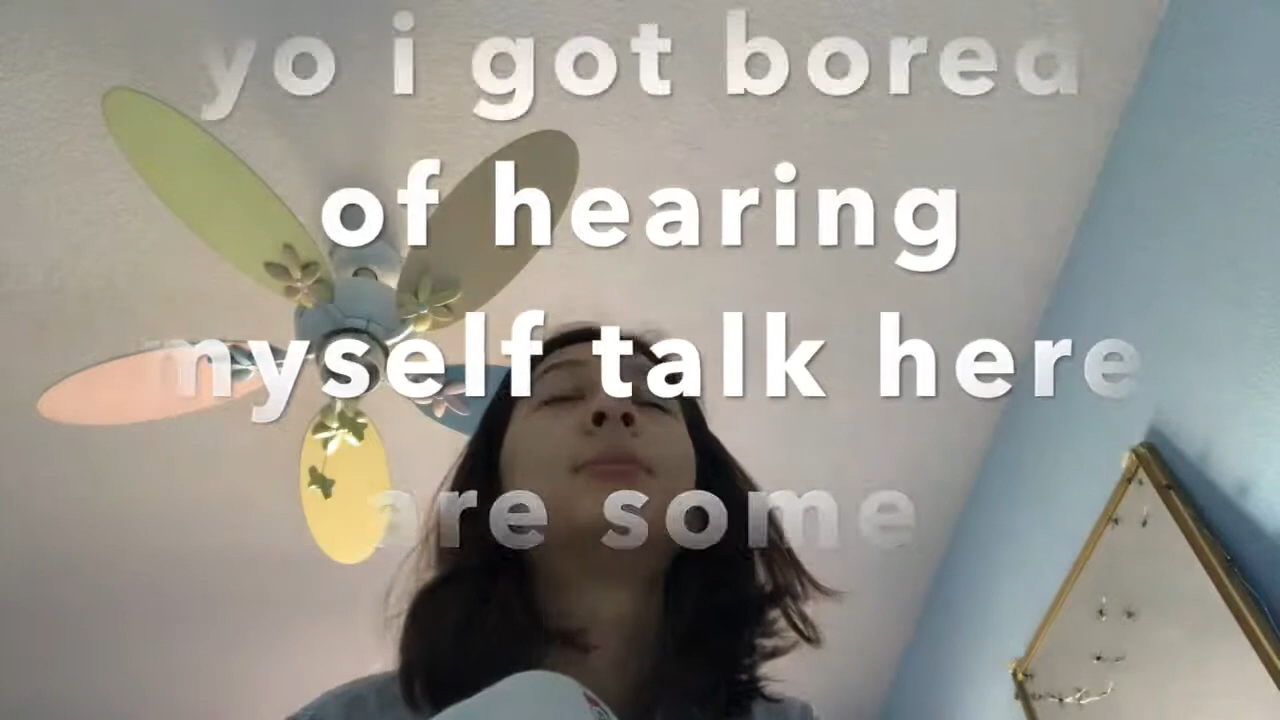 yo i got bored
of hearing
myself talk here
are some